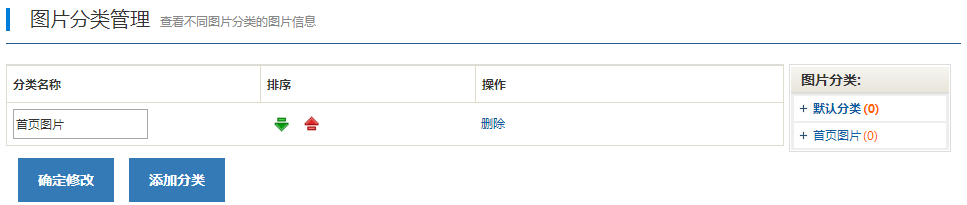 图片分类管理 查看不同图片分类的图片信息
分类名称 排序 操作
首页图片 删除
确定修改 添加分类
图片分类:
+ 默认分类 (0)
+ 首页图片 (0)